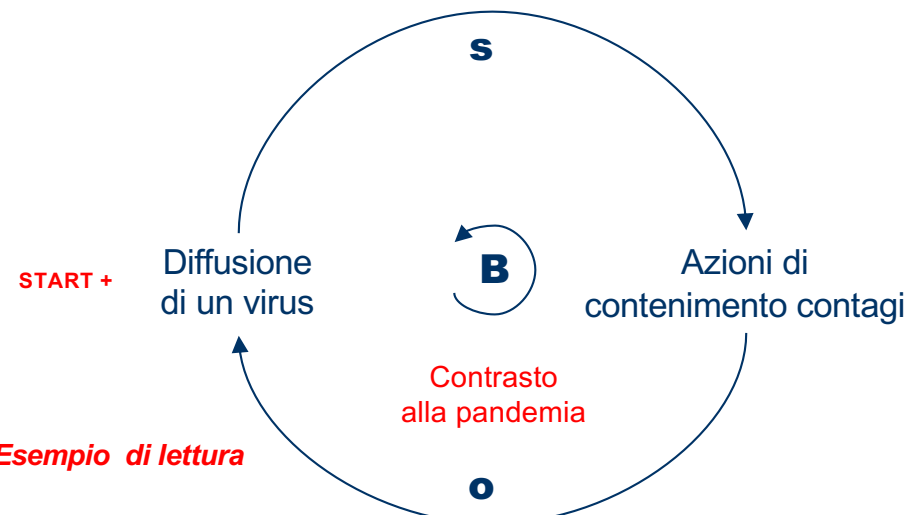 s
START +
Diffusione
di un virus
B
Azioni di
contenimento contagi
Contrasto
alla pandemia
Esempio di lettura
o